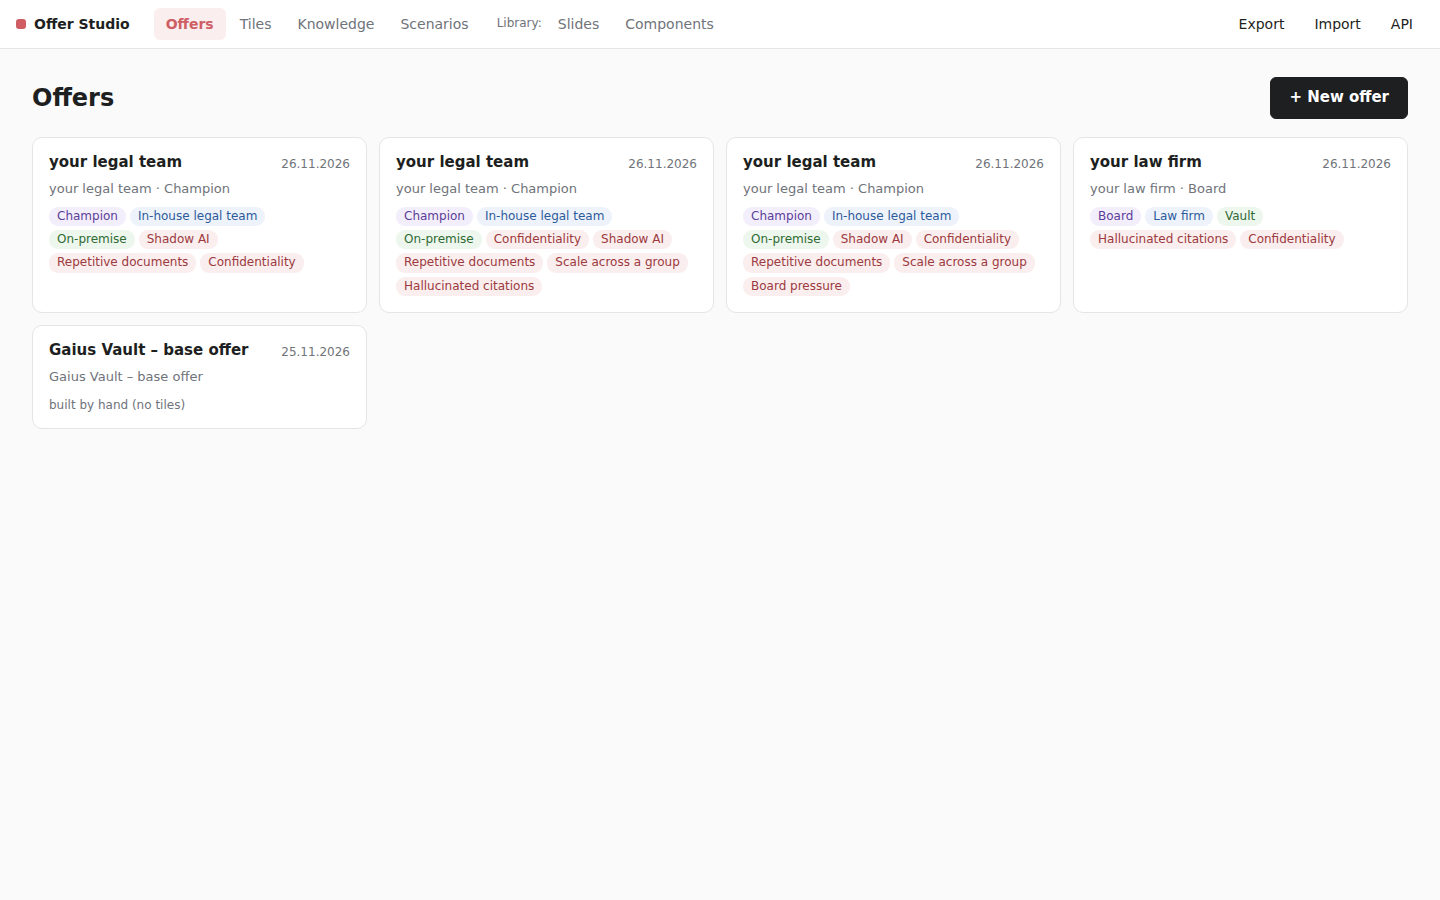 Offer Studio Offers Tiles Knowledge Scenarios Library: Slides Components Export Import API
Offers
+ New offer
your legal team 26.11.2026
your legal team · Champion
Champion In-house legal team
On-premise Shadow AI
Repetitive documents Confidentiality
your legal team 26.11.2026
your legal team · Champion
Champion In-house legal team
On-premise Confidentiality Shadow AI
Repetitive documents Scale across a group
Hallucinated citations
your legal team 26.11.2026
your legal team · Champion
Champion In-house legal team
On-premise Shadow AI Confidentiality
Repetitive documents Scale across a group
Board pressure
your law firm 26.11.2026
your law firm · Board
Board Law firm Vault
Hallucinated citations Confidentiality
Gaius Vault – base offer 25.11.2026
Gaius Vault – base offer
built by hand (no tiles)